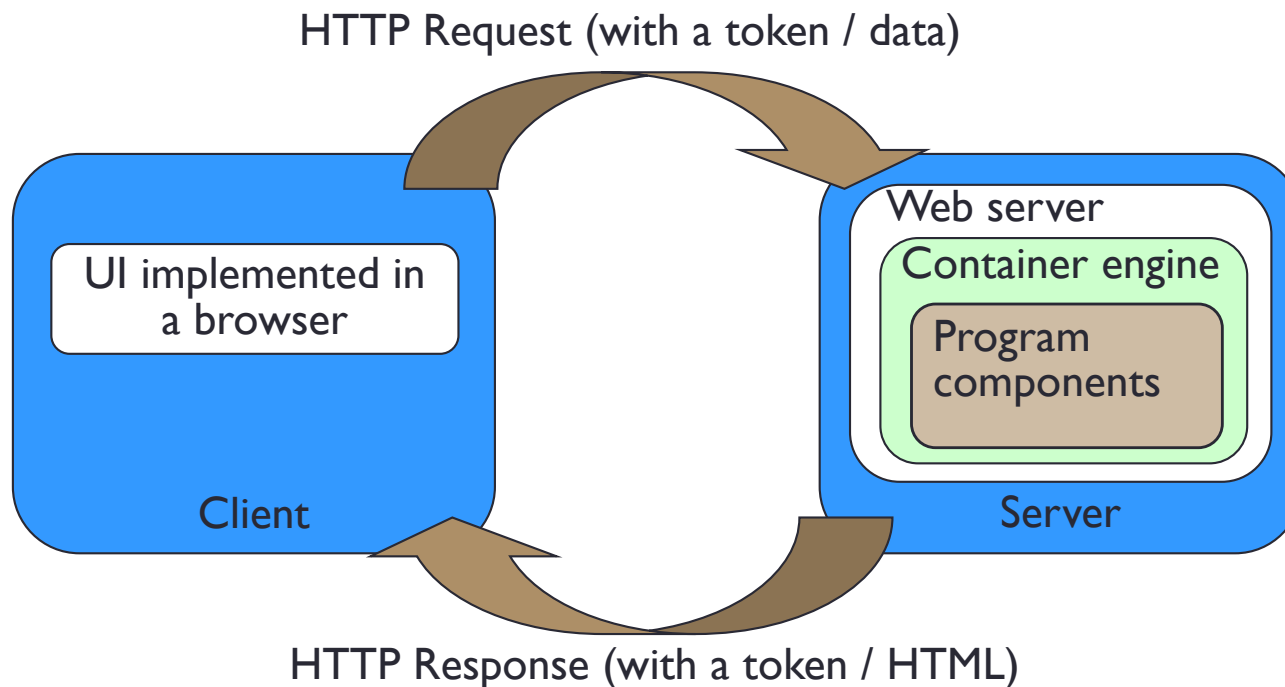 HTTP Request (with a token / data)
UI implemented in
a browser
Client
Web server
Container engine
Program
components
Server
HTTP Response (with a token / HTML)